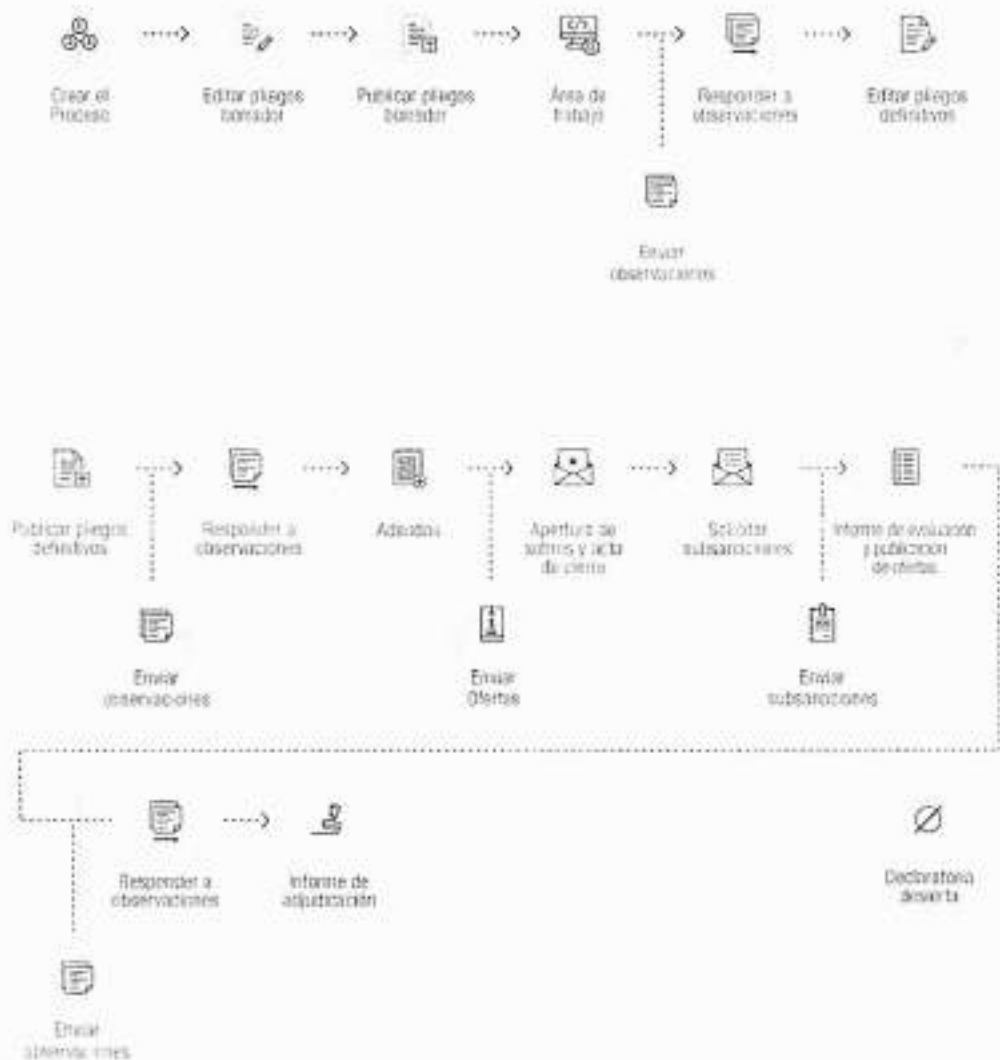 Crear el
Proceso
Editar pliegos
borrador
Publicar pliegos
borrador
Área de
trabajo
Responder a
observaciones
Editar pliegos
definitivos
Enviar
observaciones
Publicar pliegos
definitivos
Responder a
observaciones
Adendas
Apertura de
sobres y acta
de cierre
Solicitar
subsanaciones
Informe de evaluación
y publicación
de ofertas
Enviar
observaciones
Enviar
Ofertas
Enviar
subsanaciones
Responder a
observaciones
Informe de
adjudicación
Declaratoria
desierta
Enviar
observaciones